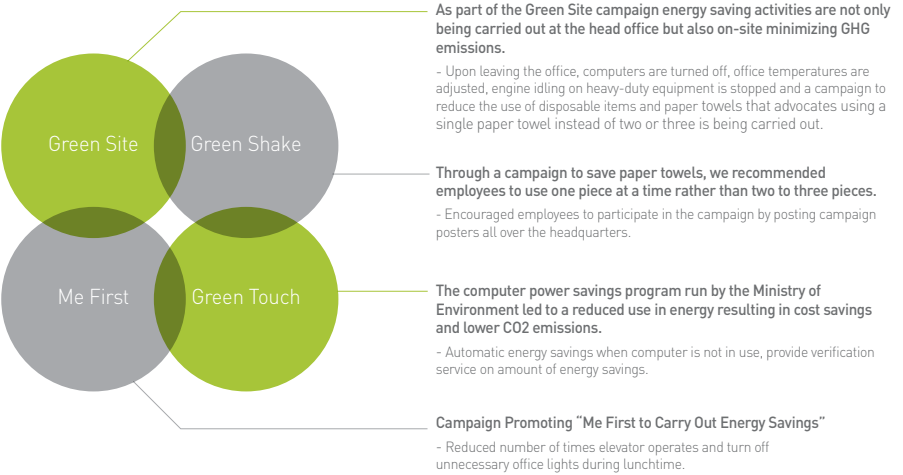 As part of the Green Site campaign energy saving activities are not only
being carried out at the head office but also on-site minimizing GHG
emissions.
- Upon leaving the office, computers are turned off, office temperatures are
adjusted, engine idling on heavy-duty equipment is stopped and a campaign to
reduce the use of disposable items and paper towels that advocates using a
single paper towel instead of two or three is being carried out.
Green Site
Green Shake
Through a campaign to save paper towels, we recommended
employees to use one piece at a time rather than two to three pieces.
- Encouraged employees to participate in the campaign by posting campaign
posters all over the headquarters.
Me First
Green Touch
The computer power savings program run by the Ministry of
Environment led to a reduced use in energy resulting in cost savings
and lower CO2 emissions.
- Automatic energy savings when computer is not in use, provide verification
service on amount of energy savings.
Campaign Promoting “Me First to Carry Out Energy Savings”
- Reduced number of times elevator operates and turn off
unnecessary office lights during lunchtime.